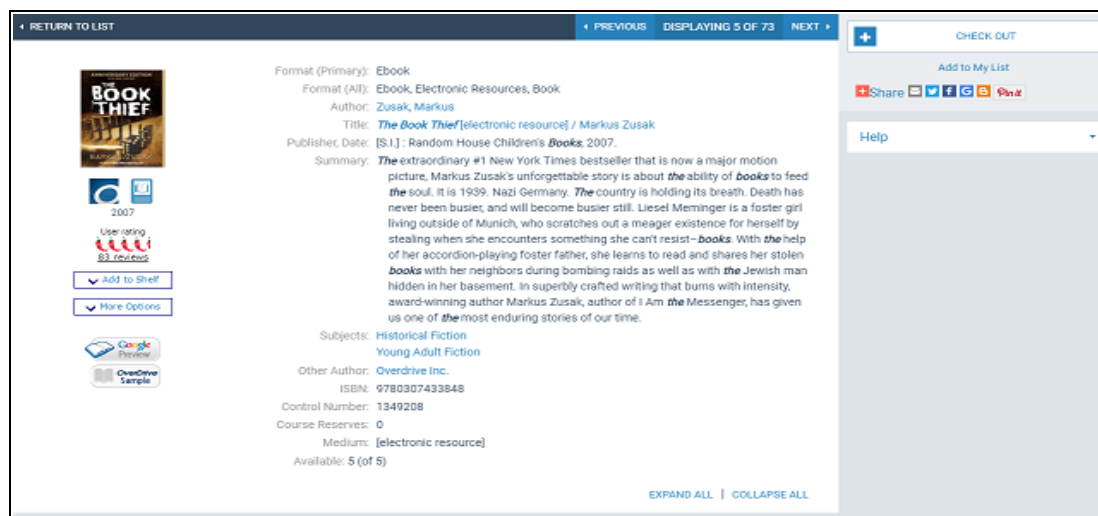 RETURN TO LIST
PREVIOUS DISPLAYING 5 OF 73 NEXT
Format (Primary): Ebook
Format (All): Ebook, Electronic Resources, Book
Author: Zusak, Markus
Title: The Book Thief [electronic resource] / Markus Zusak
Publisher, Date: [S.I.] : Random House Children's Books, 2007.
Summary: The extraordinary #1 New York Times bestseller that is now a major motion
picture, Markus Zusak's unforgettable story is about the ability of books to feed
the soul. It is 1939. Nazi Germany. The country is holding its breath. Death has
never been busier, and will become busier still. Liesel Meminger is a foster girl
living outside of Munich, who scratches out a meager existence for herself by
stealing when she encounters something she can't resist–books. With the help
of her accordion-playing foster father, she learns to read and shares her stolen
books with her neighbors during bombing raids as well as with the Jewish man
hidden in her basement. In superbly crafted writing that burns with intensity,
award-winning author Markus Zusak, author of I Am the Messenger, has given
us one of the most enduring stories of our time.
Subjects: Historical Fiction
Young Adult Fiction
Other Author: Overdrive Inc.
ISBN: 9780307433848
Control Number: 1349208
Course Reserves: 0
Medium: [electronic resource]
Available: 5 (of 5)
EXPAND ALL | COLLAPSE ALL
ANNIVERSARY EDITION
THE
BOOK
THIEF
MARKUS ZUSAK
2007
User rating
83 reviews
Add to Shelf
More Options
Google
Preview
OverDrive
Sample
CHECK OUT
Add to My List
Share
Pin it
Help